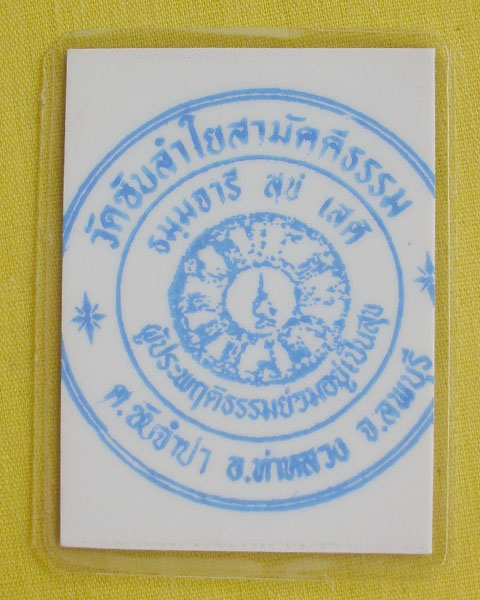 วัดซับลำใยสามัคคีธรรม
ธมฺมจารี สุขํ เสติ
ผู้ประพฤติธรรมย่อมอยู่เป็นสุข
ต.ซับจำปา อ.ท่าหลวง จ.ลพบุรี